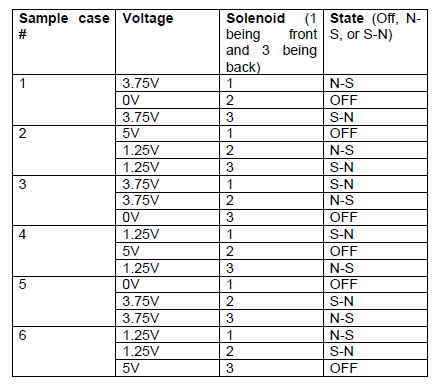 Sample case # Voltage Solenoid (1 being front and 3 being back) State (Off, N-S, or S-N)
1 3.75V 1 N-S
0V 2 OFF
3.75V 3 S-N
2 5V 1 OFF
1.25V 2 N-S
1.25V 3 S-N
3 3.75V 1 S-N
3.75V 2 N-S
0V 3 OFF
4 1.25V 1 S-N
5V 2 OFF
1.25V 3 N-S
5 0V 1 OFF
3.75V 2 S-N
3.75V 3 N-S
6 1.25V 1 N-S
1.25V 2 S-N
5V 3 OFF